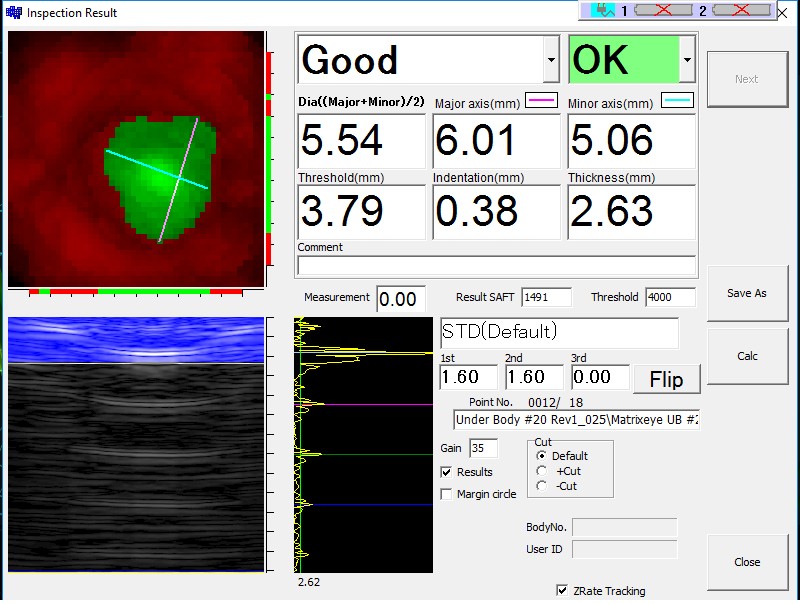 Inspection Result
1 2
Good OK
Next
Dia((Major+Minor)/2) Major axis(mm) Minor axis(mm)
5.54 6.01 5.06
Threshold(mm) Indentation(mm) Thickness(mm)
3.79 0.38 2.63
Comment
Measurement 0.00 Result SAFT 1491 Threshold 4000
Save As
STD(Default)
Calc
1st 2nd 3rd
1.60 1.60 0.00 Flip
Point No. 0012/ 18
Under Body #20 Rev1_025\Matrixeye UB #2
Gain 35
Cut
Default
+Cut
-Cut
Results
Margin circle
BodyNo.
User ID
Close
2.62
ZRate Tracking